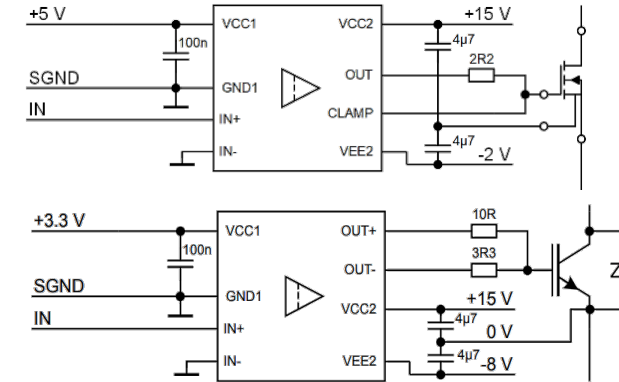 +5 V
VCC1
VCC2
+15 V
100n
4µ7
SGND
GND1
OUT
2R2
IN
IN+
CLAMP
IN-
VEE2
4µ7
-2 V
+3.3 V
VCC1
OUT+
10R
100n
OUT-
3R3
Z
SGND
GND1
VCC2
+15 V
IN
IN+
4µ7
0 V
IN-
VEE2
4µ7
-8 V